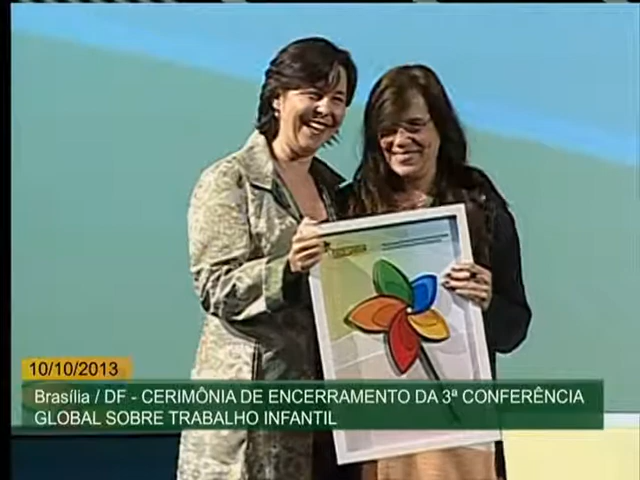 10/10/2013
Brasília / DF - CERIMÔNIA DE ENCERRAMENTO DA 3ª CONFERÊNCIA
GLOBAL SOBRE TRABALHO INFANTIL